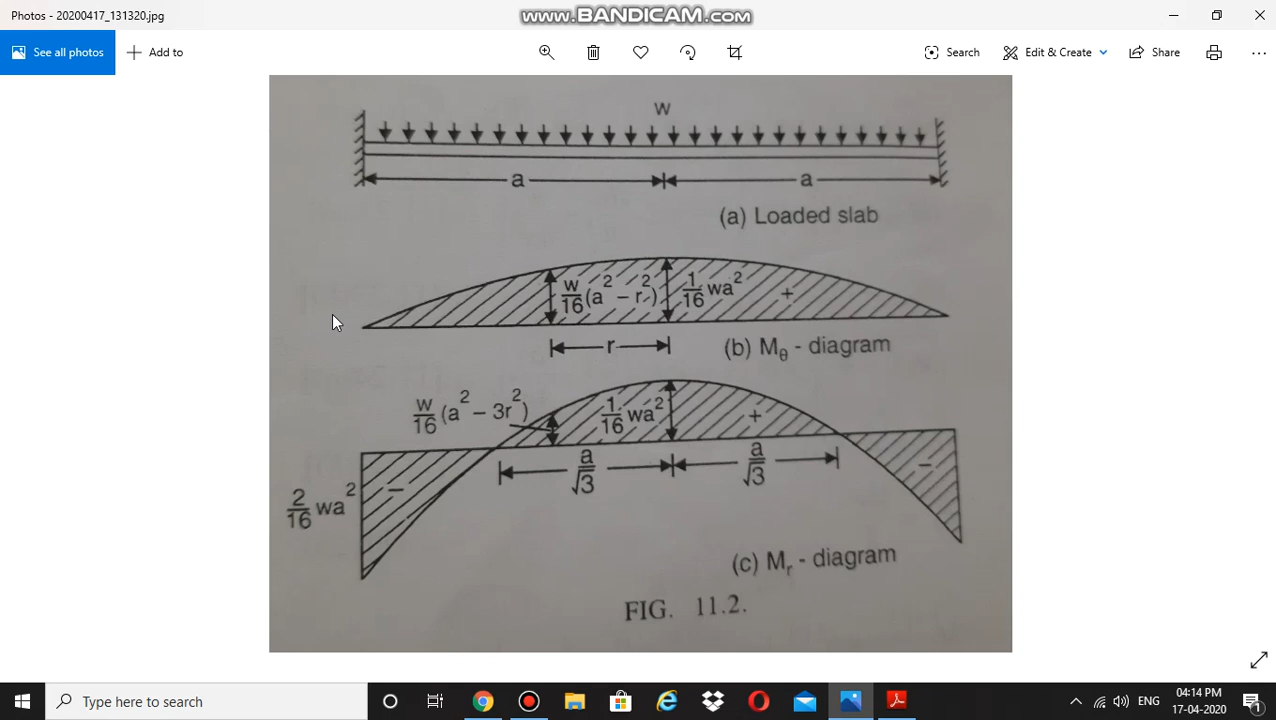 Photos - 20200417_131320.jpg
www.BANDICAM.com
See all photos
Add to
Search
Edit & Create
Share
w
a
a
(a) Loaded slab
w/16 (a² - r²)
1/16 wa²
+
r
(b) Mθ - diagram
w/16 (a² - 3r²)
1/16 wa²
+
a/√3
a/√3
2/16 wa²
-
-
(c) Mr - diagram
FIG. 11.2.
Type here to search
ENG
04:14 PM
17-04-2020
1